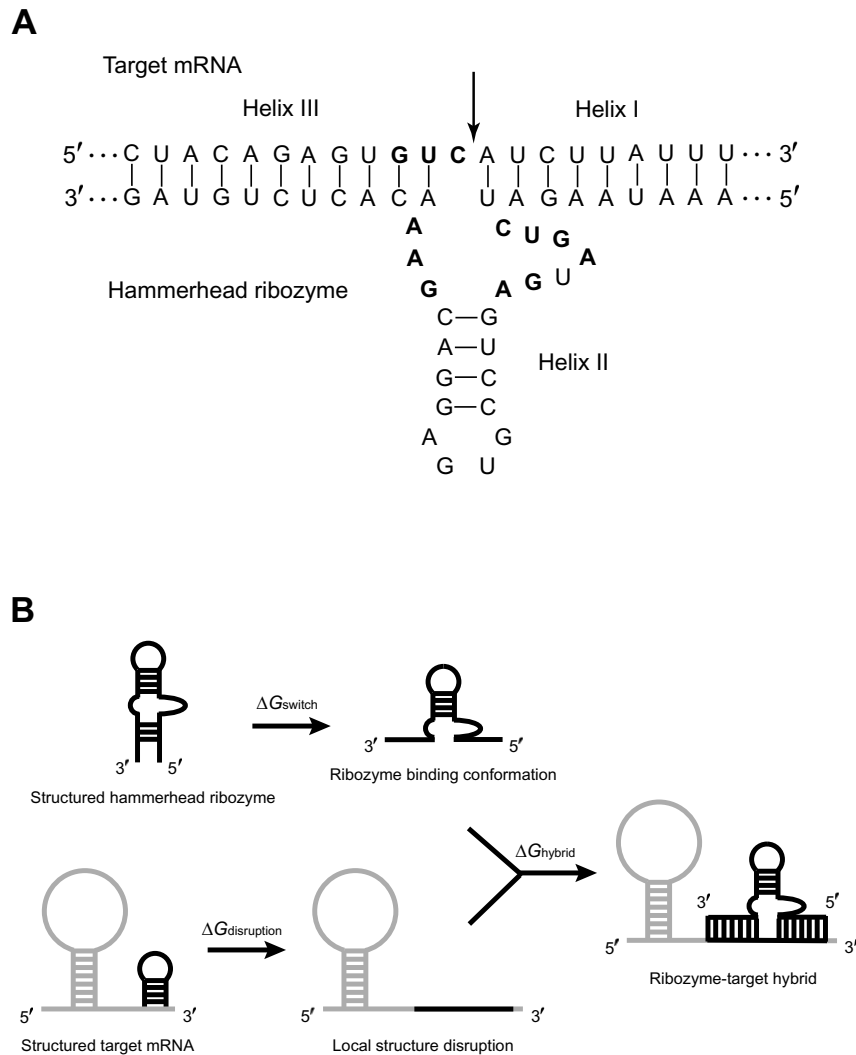 A
Target mRNA
Helix III
Helix I
5′ ··· C U A C A G A G U G U C A U C U U A U U U ··· 3′
3′ ··· G A U G U C U C A C A U A G A A U A A A ··· 5′
A C U G
A A
Hammerhead ribozyme
G A G U
C — G
A — U
Helix II
G — C
G — C
A G
G U
B
ΔGswitch
3′ 5′
3′ 5′
Structured hammerhead ribozyme
Ribozyme binding conformation
ΔGhybrid
ΔGdisruption
3′ 5′
5′ 3′
5′ 3′
5′ 3′
Ribozyme-target hybrid
Structured target mRNA
Local structure disruption